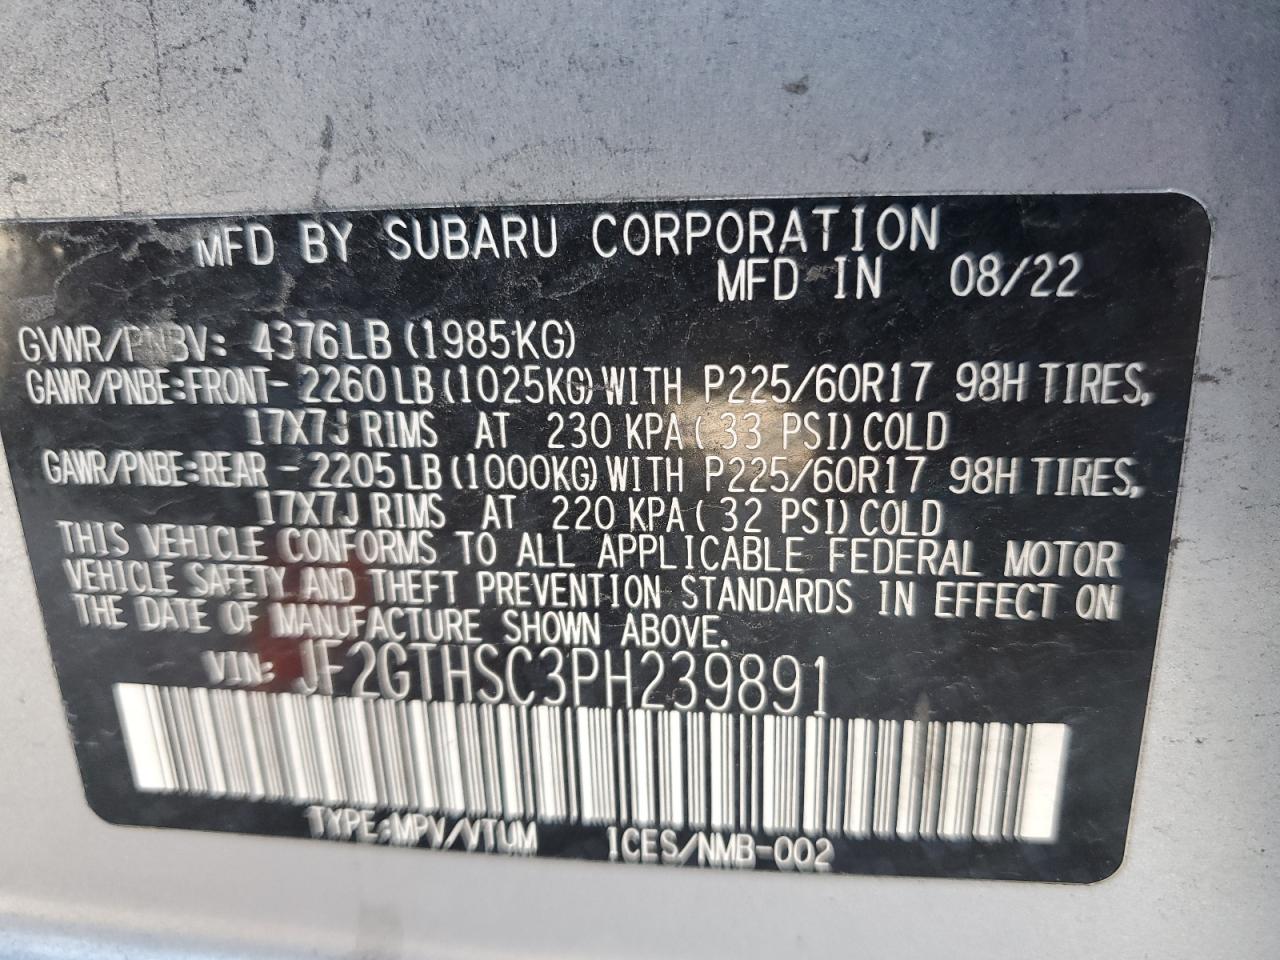 MFD BY SUBARU CORPORATION
MFD IN 08/22
GVWR/PNBV: 4376LB (1985KG)
GAWR/PNBE:FRONT- 2260LB (1025KG) WITH P225/60R17 98H TIRES,
17X7J RIMS AT 230 KPA ( 33 PSI) COLD
GAWR/PNBE:REAR - 2205LB (1000KG) WITH P225/60R17 98H TIRES,
17X7J RIMS AT 220 KPA ( 32 PSI) COLD
THIS VEHICLE CONFORMS TO ALL APPLICABLE FEDERAL MOTOR
VEHICLE SAFETY AND THEFT PREVENTION STANDARDS IN EFFECT ON
THE DATE OF MANUFACTURE SHOWN ABOVE.
VIN: JF2GTHSC3PH239891
TYPE:MPV/VTUM 1CES/NMB-002